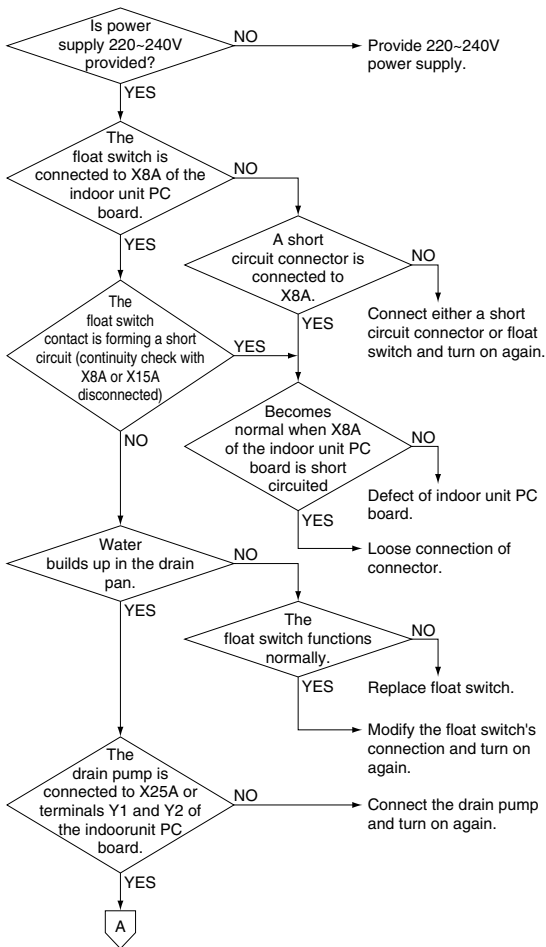 Is power
supply 220~240V
provided?
NO
Provide 220~240V
power supply.
YES
The
float switch is
connected to X8A of the
indoor unit PC
board.
NO
YES
A short
circuit connector is
connected to
X8A.
NO
Connect either a short
circuit connector or float
switch and turn on again.
YES
The
float switch
contact is forming a short
circuit (continuity check with
X8A or X15A
disconnected)
YES
NO
Becomes
normal when X8A
of the indoor unit PC
board is short
circuited
NO
Defect of indoor unit PC
board.
YES
Loose connection of
connector.
Water
builds up in the drain
pan.
NO
YES
The
float switch functions
normally.
NO
Replace float switch.
YES
Modify the float switch's
connection and turn on
again.
The
drain pump is
connected to X25A or
terminals Y1 and Y2 of
the indoorunit PC
board.
NO
Connect the drain pump
and turn on again.
YES
A